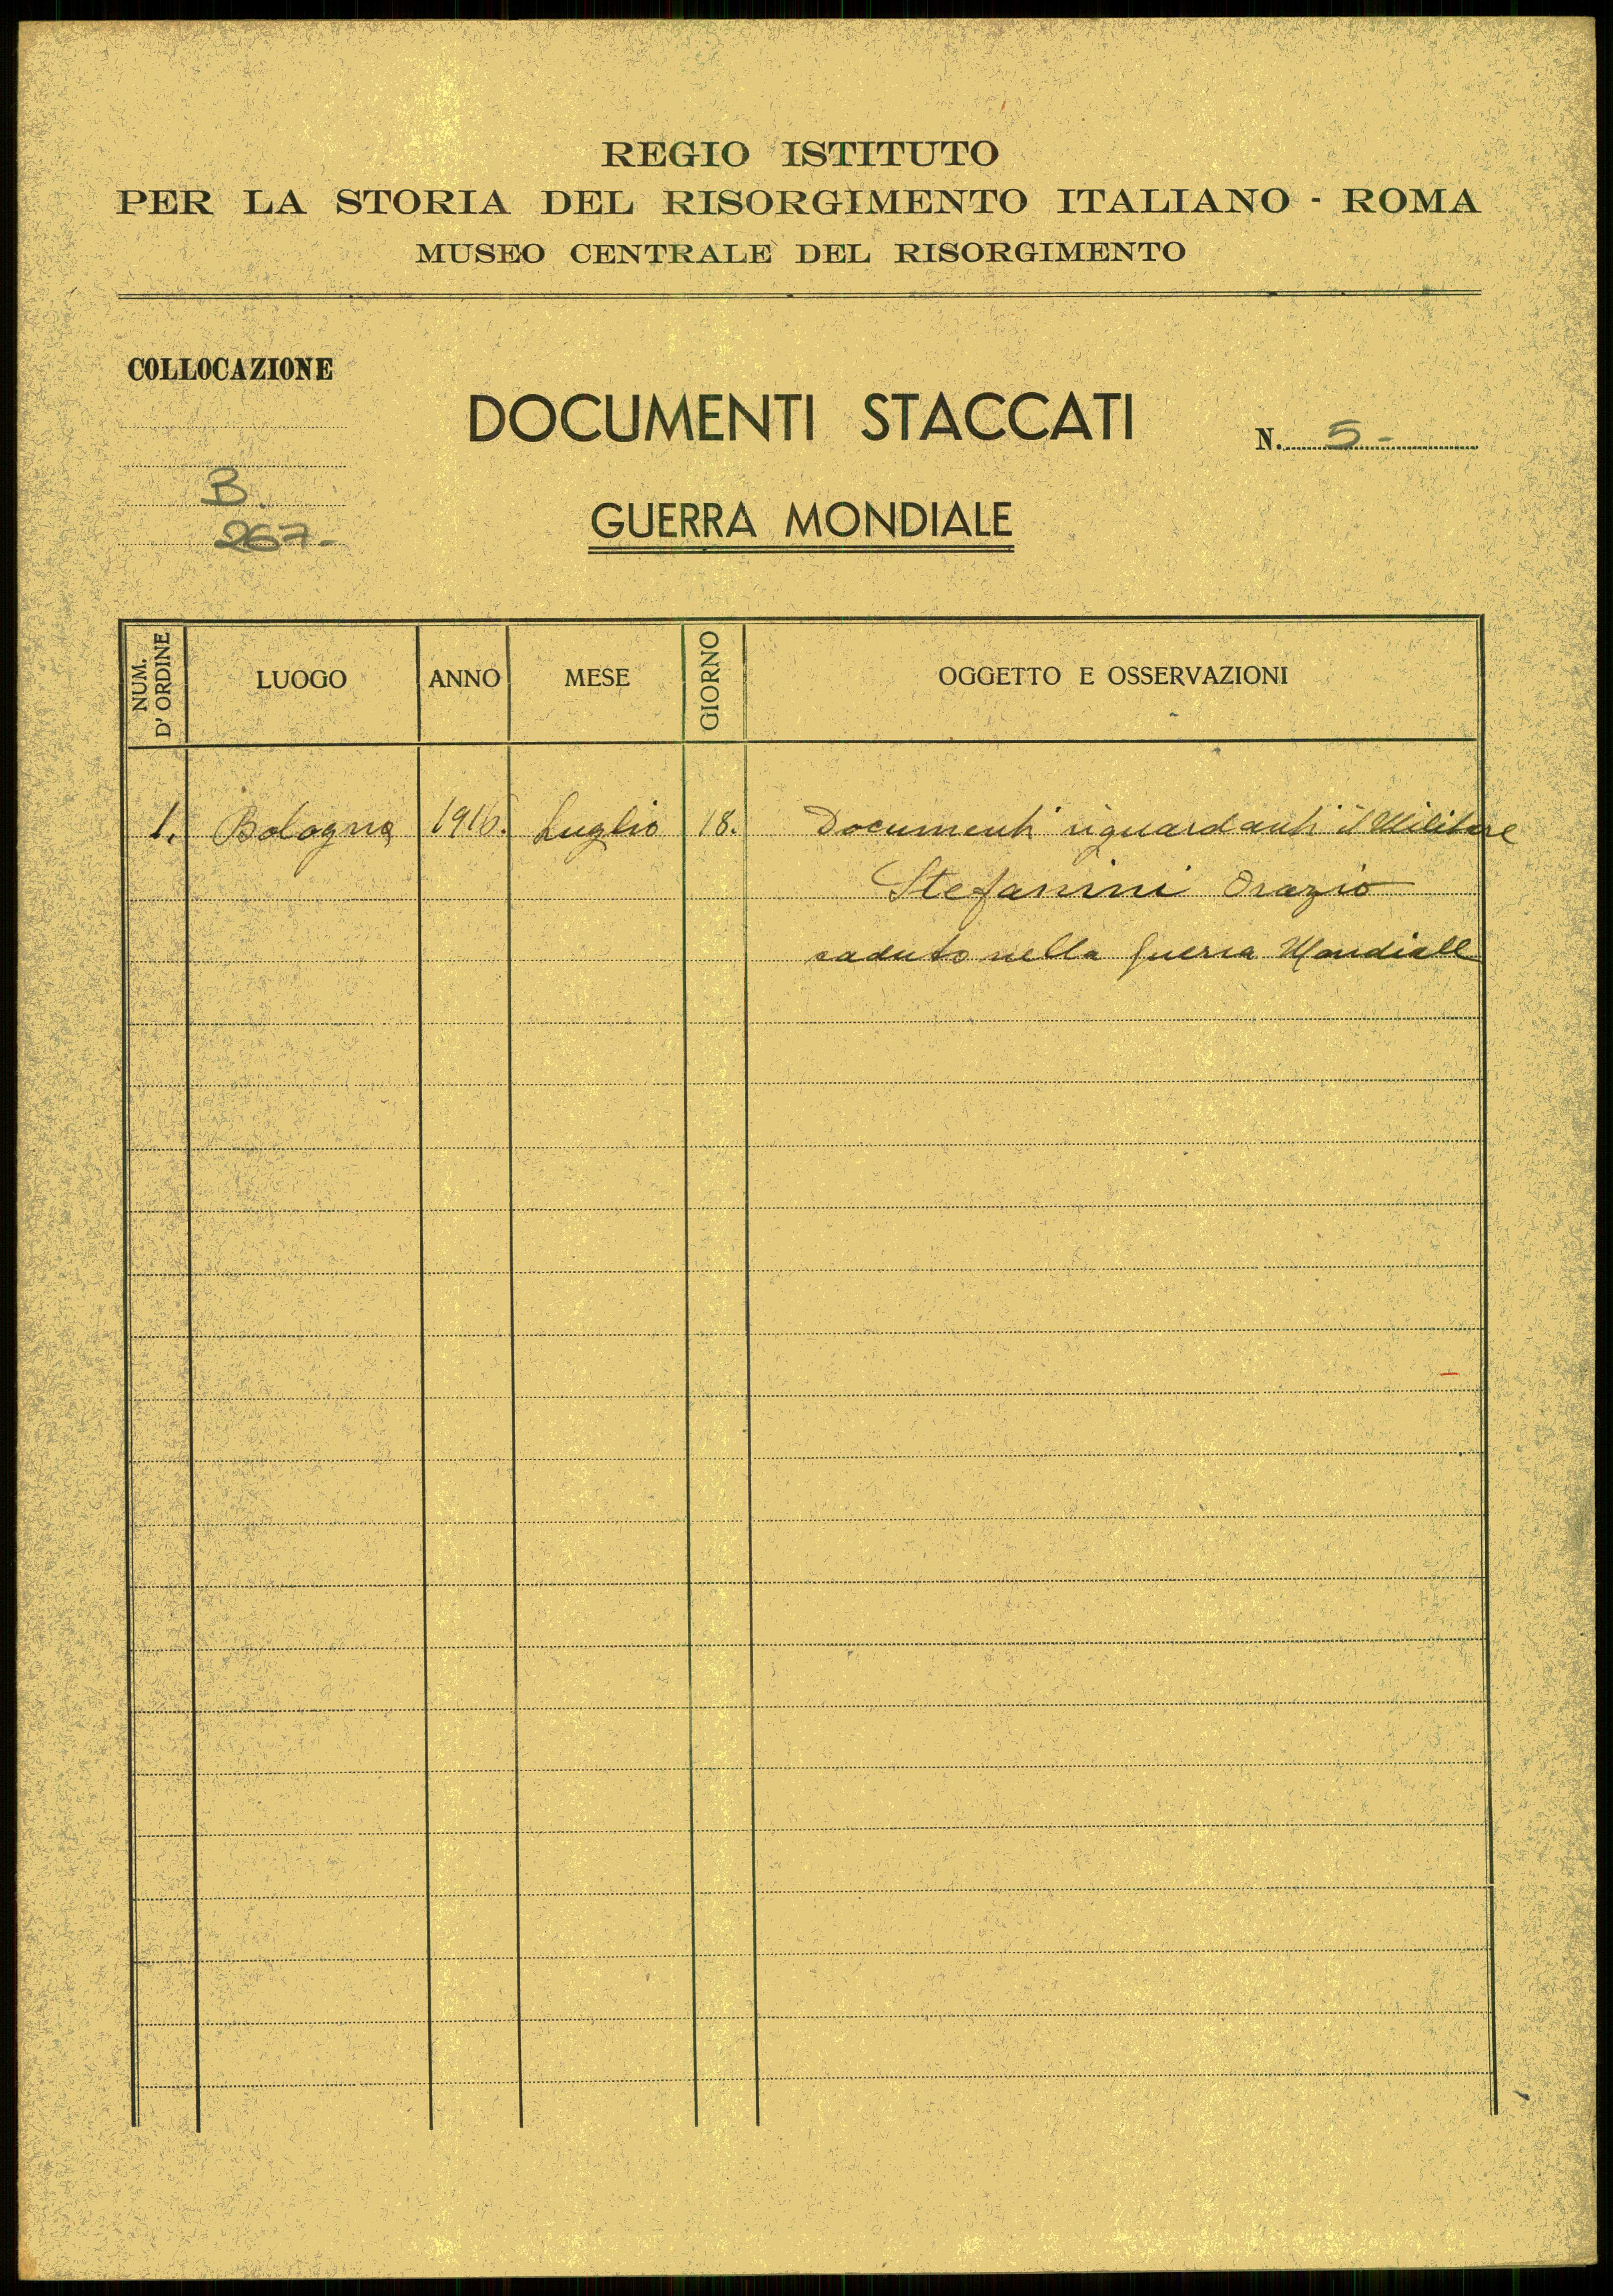 REGIO ISTITUTO
PER LA STORIA DEL RISORGIMENTO ITALIANO - ROMA
MUSEO CENTRALE DEL RISORGIMENTO
COLLOCAZIONE
DOCUMENTI STACCATI
N. 5 -
B.
267 -
GUERRA MONDIALE
NUM. D' ORDINE LUOGO ANNO MESE GIORNO OGGETTO E OSSERVAZIONI
1. Bologna 1916. Luglio 18. Documenti riguardanti il Militare
Stefanini Orazio
caduto nella Guerra Mondiale